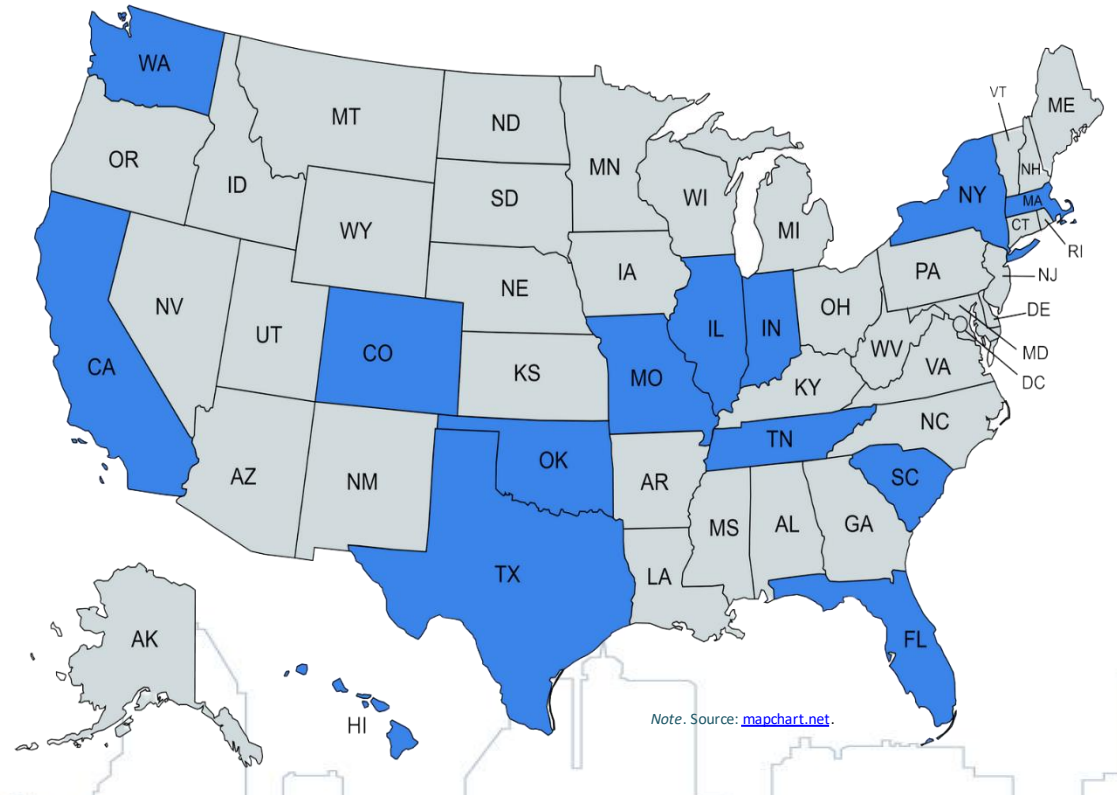 WA
VT
ME
MT
ND
OR
MN
ID
NH
SD
WI
NY
MA
WY
MI
CT
RI
IA
PA
NE
NJ
NV
OH
UT
IL
IN
DE
CO
WV
MD
CA
KS
MO
VA
KY
DC
NC
TN
OK
AZ
NM
AR
SC
MS
AL
GA
TX
LA
AK
FL
HI
Note. Source: mapchart.net.